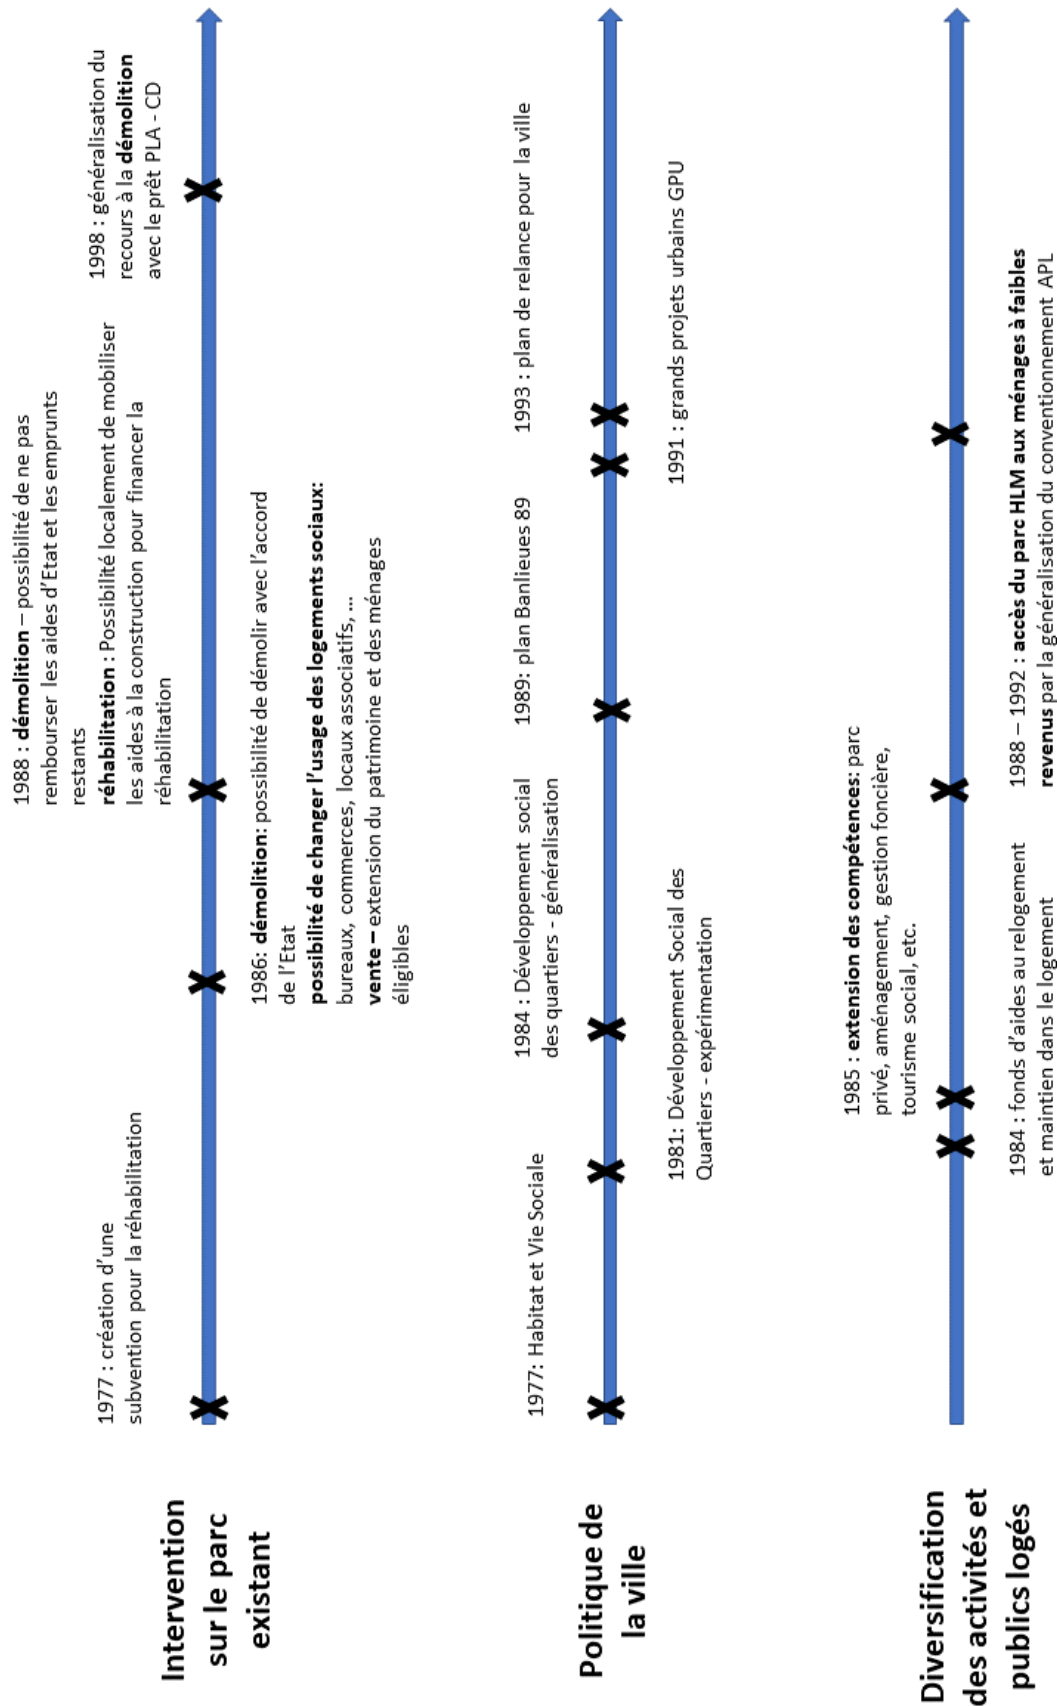 Intervention
sur le parc
existant
1977 : création d'une
subvention pour la réhabilitation
1988 : démolition – possibilité de ne pas
rembourser les aides d'Etat et les emprunts
restants
réhabilitation : Possibilité localement de mobiliser
les aides à la construction pour financer la
réhabilitation
1998 : généralisation du
recours à la démolition
avec le prêt PLA - CD
1986: démolition: possibilité de démolir avec l'accord
de l'Etat
possibilité de changer l'usage des logements sociaux:
bureaux, commerces, locaux associatifs, ...
vente – extension du patrimoine et des ménages
éligibles
Politique de
la ville
1977: Habitat et Vie Sociale
1984 : Développement social
des quartiers - généralisation
1989: plan Banlieues 89
1993 : plan de relance pour la ville
1981: Développement Social des
Quartiers - expérimentation
1991 : grands projets urbains GPU
Diversification
des activités et
publics logés
1985 : extension des compétences: parc
privé, aménagement, gestion foncière,
tourisme social, etc.
1984 : fonds d'aides au relogement
et maintien dans le logement
1988 – 1992 : accès du parc HLM aux ménages à faibles
revenus par la généralisation du conventionnement APL